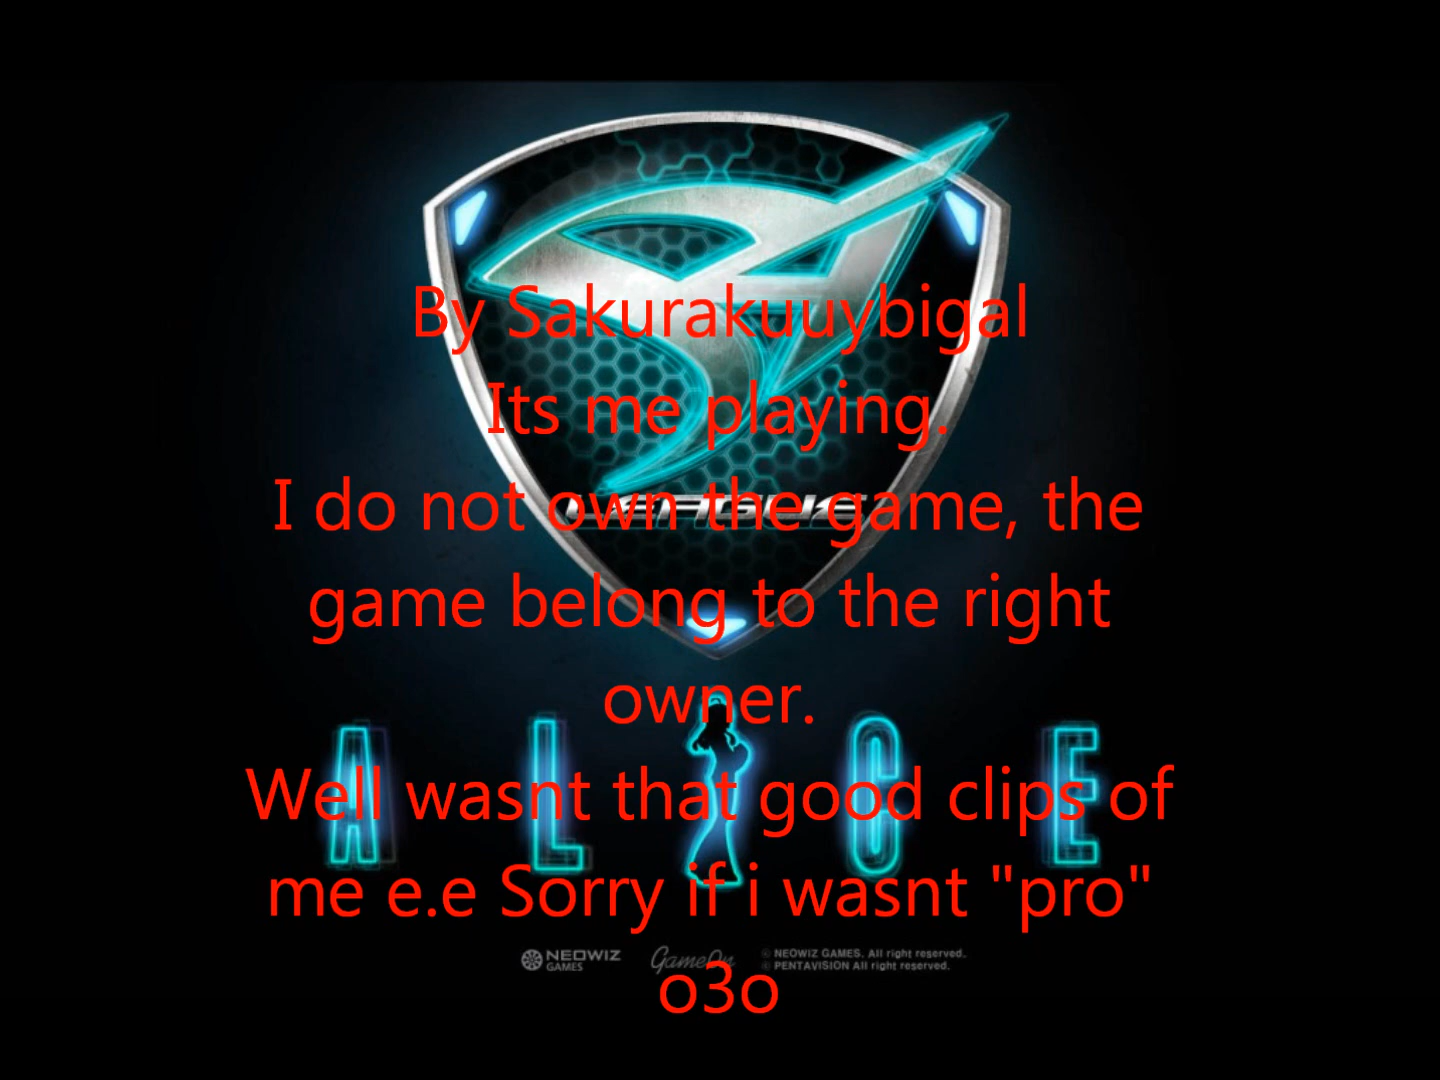 S4
By Sakurakuuybigal
Its me playing.
LEAGUE
I do not own the game, the
game belong to the right
owner.
ALICE
Well wasnt that good clips of
me e.e Sorry if i wasnt "pro"
NEOWIZ GAMES
GameOn
© NEOWIZ GAMES. All right reserved.
© PENTAVISION All right reserved.
o3o